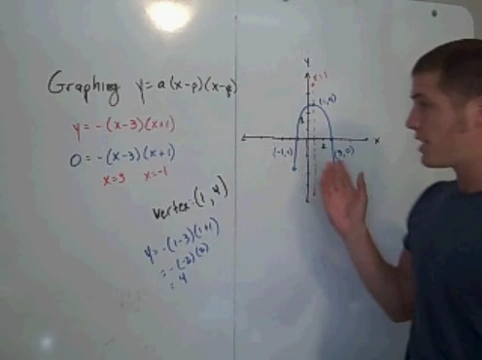 Graphing y=a(x-p)(x-q)
y=-(x-3)(x+1)
0=-(x-3)(x+1)
x=3 x=-1
vertex=(1, 4)
y=-(1-3)(1+1)
=-(-2)(2)
=4
y
x=1
(1,4)
x
(-1,0)
2
(3,0)